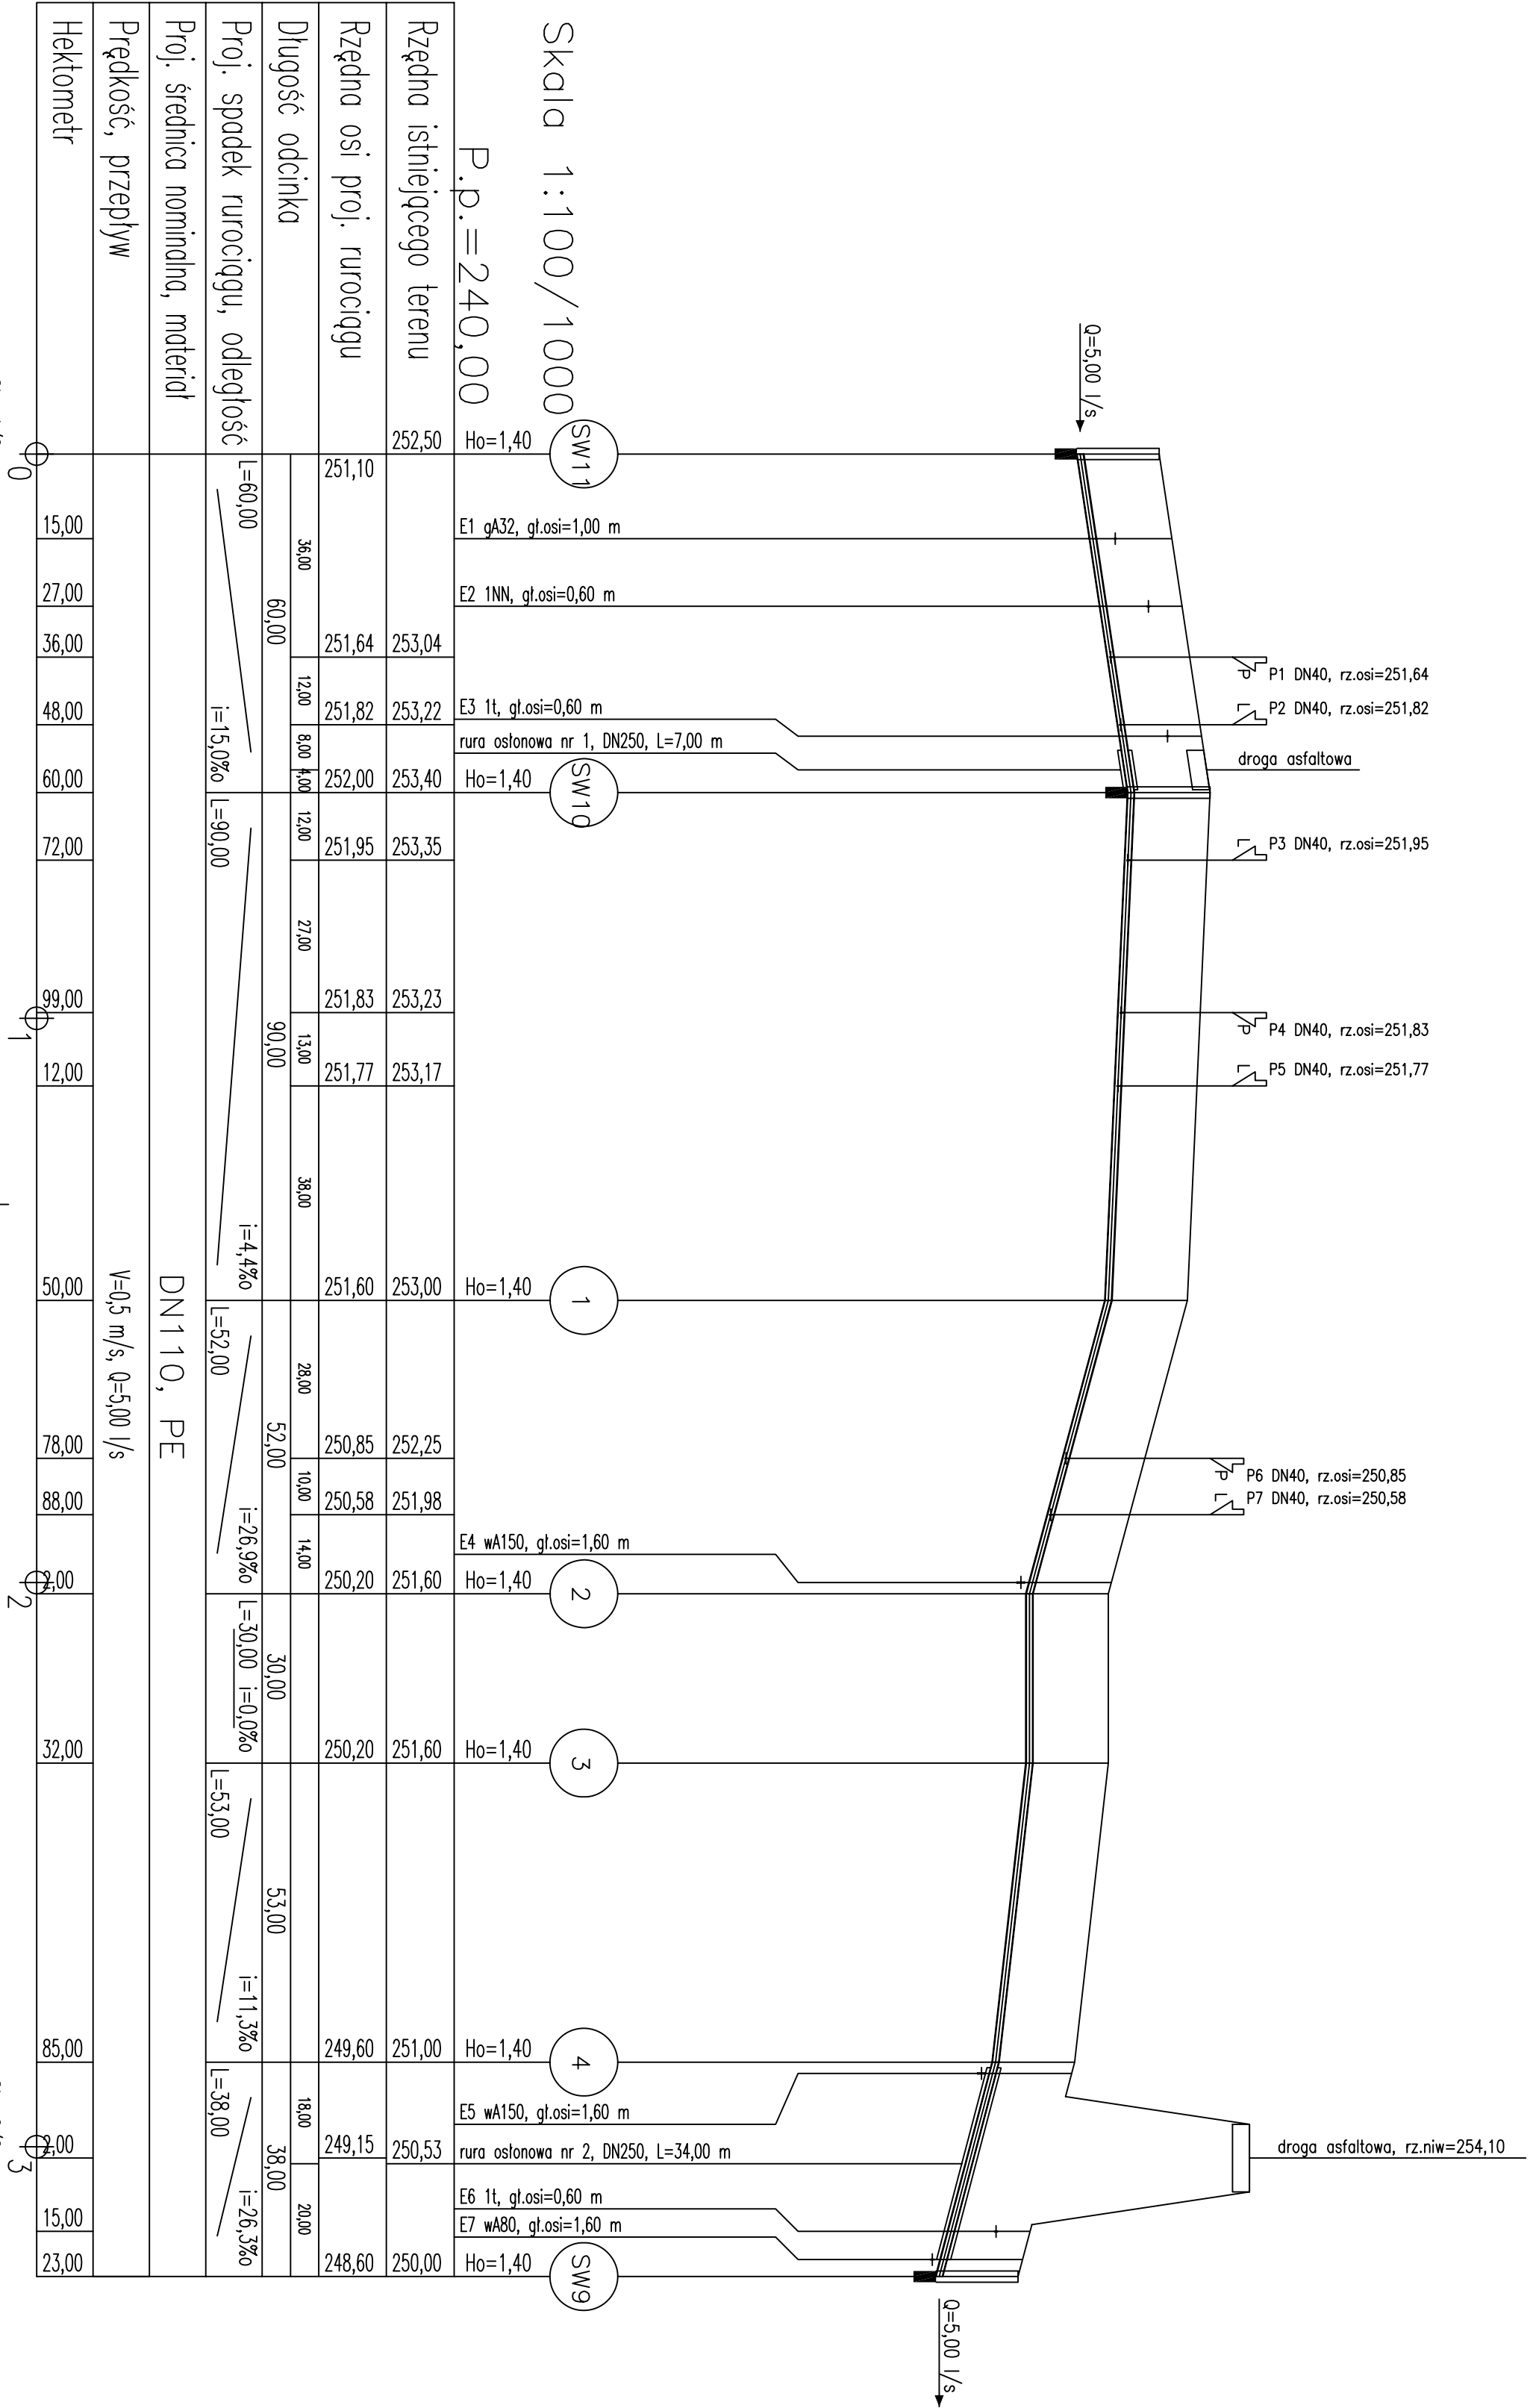 Skala 1:100/1000
P.p.=240,00
Q=5,00 l/s
Q=5,00 l/s
P1 DN40, rz.osi=251,64
P
P2 DN40, rz.osi=251,82
L
droga asfaltowa
P3 DN40, rz.osi=251,95
L
P4 DN40, rz.osi=251,83
P
P5 DN40, rz.osi=251,77
L
P6 DN40, rz.osi=250,85
P
P7 DN40, rz.osi=250,58
L
droga asfaltowa, rz.niw=254,10
SW11
SW10
1
2
3
4
SW9
Ho=1,40
E1 gA32, gł.osi=1,00 m
E2 1NN, gł.osi=0,60 m
E3 1t, gł.osi=0,60 m
rura osłonowa nr 1, DN250, L=7,00 m
Ho=1,40
Ho=1,40
E4 wA150, gł.osi=1,60 m
Ho=1,40
Ho=1,40
Ho=1,40
E5 wA150, gł.osi=1,60 m
rura osłonowa nr 2, DN250, L=34,00 m
E6 1t, gł.osi=0,60 m
E7 wA80, gł.osi=1,60 m
Ho=1,40
Rzędna istniejącego terenu
252,50 253,04 253,22 253,40 253,35 253,23 253,17 253,00 252,25 251,98 251,60 251,60 251,00 250,53 250,00
Rzędna osi proj. rurociągu
251,10 251,64 251,82 252,00 251,95 251,83 251,77 251,60 250,85 250,58 250,20 250,20 249,60 249,15 248,60
Długość odcinka
36,00 12,00 8,00 4,00 12,00 27,00 13,00 38,00 28,00 10,00 14,00 18,00 20,00
60,00 90,00 52,00 30,00 53,00 38,00
Proj. spadek rurociągu, odległość
L=60,00 i=15,0‰
L=90,00 i=4,4‰
L=52,00 i=26,9‰
L=30,00 i=0,0‰
L=53,00 i=11,3‰
L=38,00 i=26,3‰
Proj. średnica nominalna, materiał
DN110, PE
Prędkość, przepływ
V=0,5 m/s, Q=5,00 l/s
Hektometr
15,00 27,00 36,00 48,00 60,00 72,00 99,00 12,00 50,00 78,00 88,00 2,00 32,00 85,00 2,00 15,00 23,00
0 1 2 3